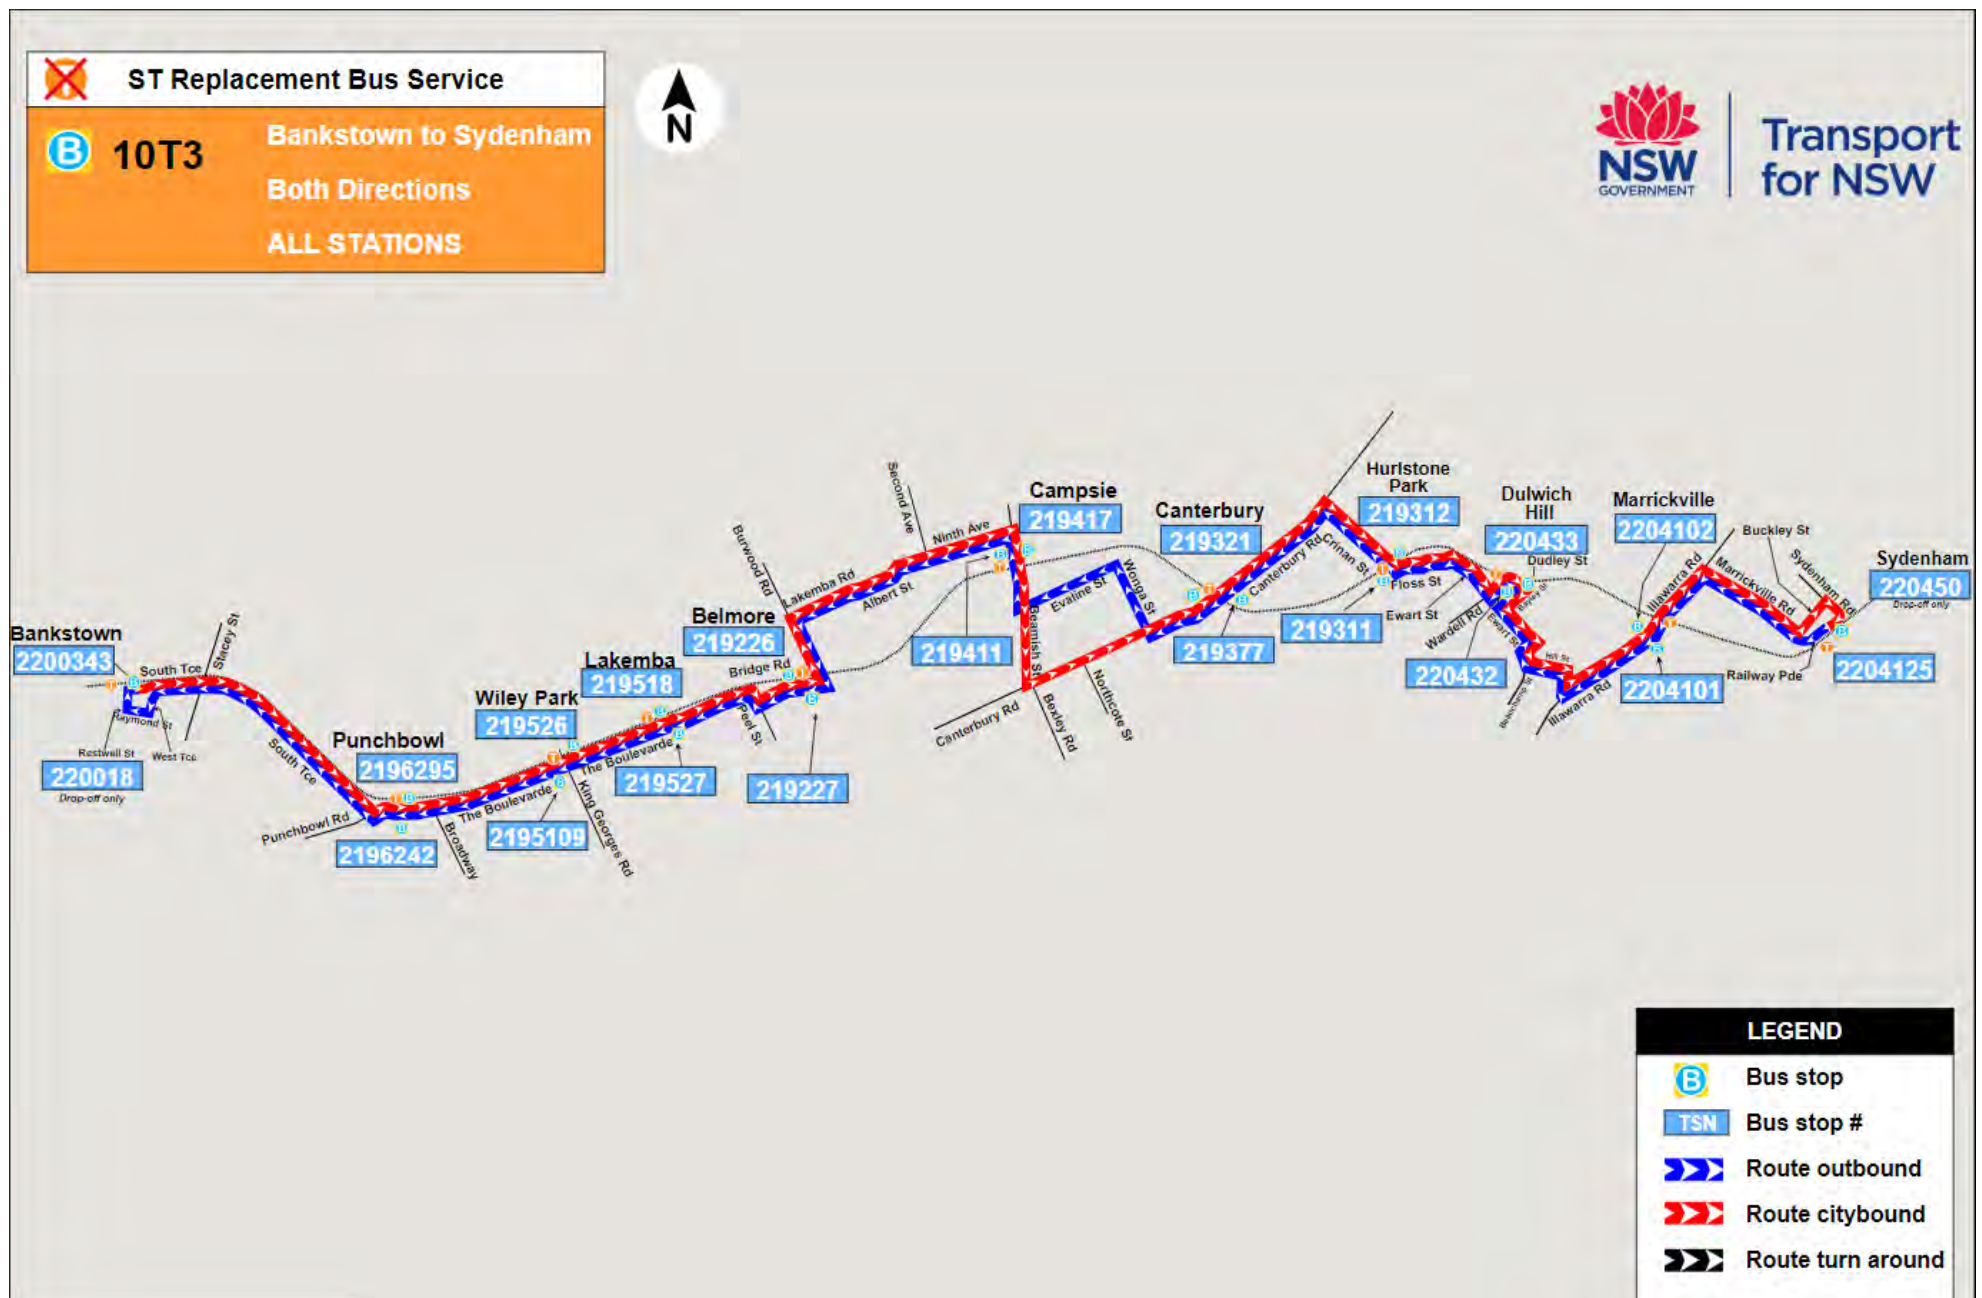 ST Replacement Bus Service
B 10T3
Bankstown to Sydenham
Both Directions
ALL STATIONS
N
NSW
GOVERNMENT
Transport
for NSW
Bankstown
2200343
South Tce
Stacey St
Raymond St
Restwell St
West Tce
220018
Drop-off only
South Tce
Punchbowl
2196295
Punchbowl Rd
2196242
Broadway
The Boulevarde
Wiley Park
219526
2195109
King Georges Rd
The Boulevarde
Lakemba
219518
219527
Belmore
219226
Bridge Rd
Peel St
219227
Burwood Rd
Lakemba Rd
Albert St
Second Ave
Ninth Ave
219411
Campsie
219417
Beamish St
Evaline St
Wonga St
Canterbury Rd
Bexley Rd
Northcote St
Canterbury
219321
219377
Canterbury Rd
Crinan St
Hurlstone
Park
219312
219311
Floss St
Ewart St
Wardell Rd
Ewart St
220432
Dulwich
Hill
220433
Dudley St
Bayley St
Hill St
Beauchamp St
Illawarra Rd
Marrickville
2204102
2204101
Illawarra Rd
Marrickville Rd
Buckley St
Sydenham Rd
Railway Pde
Sydenham
220450
Drop-off only
2204125
LEGEND
B Bus stop
TSN Bus stop #
Route outbound
Route citybound
Route turn around